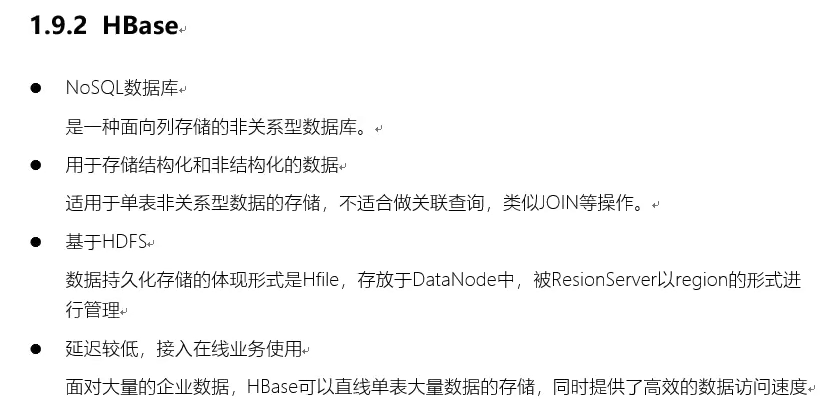 1.9.2 HBase
● NoSQL数据库
是一种面向列存储的非关系型数据库。
● 用于存储结构化和非结构化的数据
适用于单表非关系型数据的存储，不适合做关联查询，类似JOIN等操作。
● 基于HDFS
数据持久化存储的体现形式是Hfile，存放于DataNode中，被ResionServer以region的形式进
行管理
● 延迟较低，接入在线业务使用
面对大量的企业数据，HBase可以直线单表大量数据的存储，同时提供了高效的数据访问速度